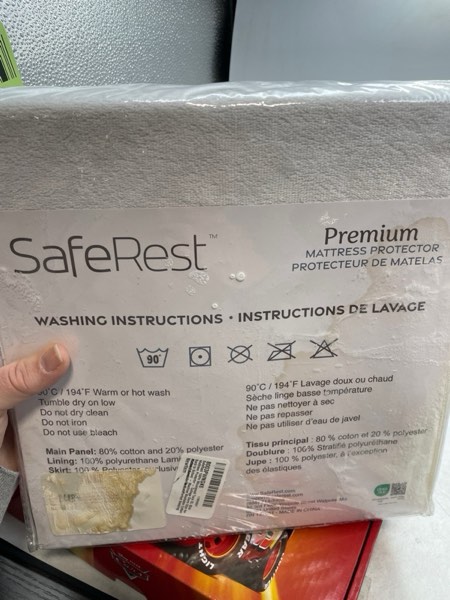 SafeRest™
Premium
MATTRESS PROTECTOR
PROTECTEUR DE MATELAS
WASHING INSTRUCTIONS • INSTRUCTIONS DE LAVAGE
90°
90°C / 194°F Warm or hot wash
Tumble dry on low
Do not dry clean
Do not iron
Do not use bleach
Main Panel: 80% cotton and 20% polyester
Lining: 100% polyurethane
Skirt: 100 %
90°C / 194°F Lavage doux ou chaud
Sèche linge basse température
Ne pas nettoyer à sec
Ne pas repasser
Ne pas utiliser d'eau de javel
Tissu principal : 80 % coton et 20 % polyester
Doublure : 100% Stratifié polyuréthane
Jupe : 100 % polyester, à l'exception
des élastiques
LIGHT